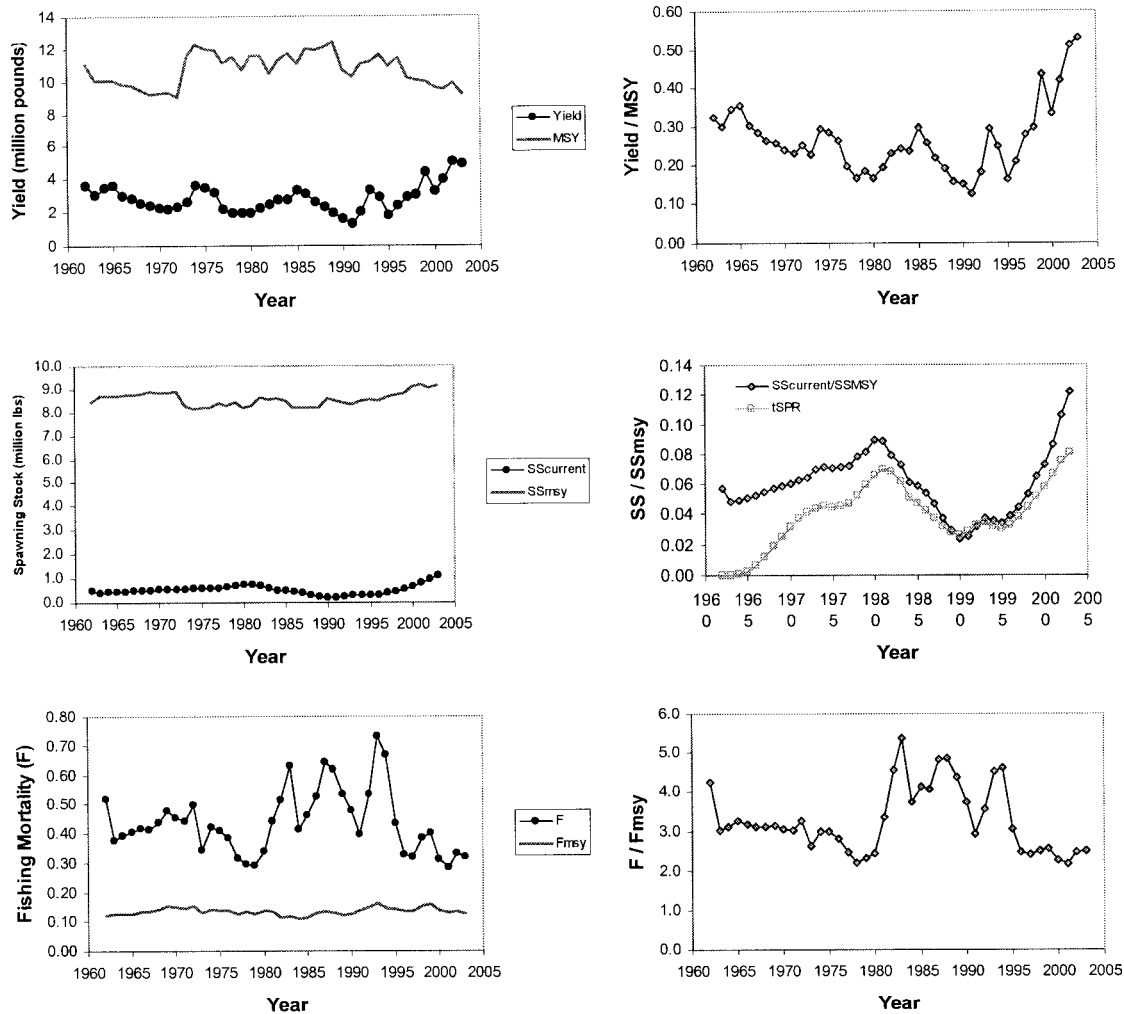 Yield (million pounds)
14
12
10
8
6
4
2
0
1960 1965 1970 1975 1980 1985 1990 1995 2000 2005
Year
Yield
MSY
Yield / MSY
0.60
0.50
0.40
0.30
0.20
0.10
0.00
1960 1965 1970 1975 1980 1985 1990 1995 2000 2005
Year
Spawning Stock (million lbs)
10.0
9.0
8.0
7.0
6.0
5.0
4.0
3.0
2.0
1.0
0.0
1960 1965 1970 1975 1980 1985 1990 1995 2000 2005
Year
SScurrent
SSmsy
SS / SSmsy
0.14
0.12
0.10
0.08
0.06
0.04
0.02
0.00
SScurrent/SSMSY
tSPR
196 196 197 197 198 198 199 199 200 200
0 5 0 5 0 5 0 5 0 5
Year
Fishing Mortality (F)
0.80
0.70
0.60
0.50
0.40
0.30
0.20
0.10
0.00
1960 1965 1970 1975 1980 1985 1990 1995 2000 2005
Year
F
Fmsy
F / Fmsy
6.0
5.0
4.0
3.0
2.0
1.0
0.0
1960 1965 1970 1975 1980 1985 1990 1995 2000 2005
Year